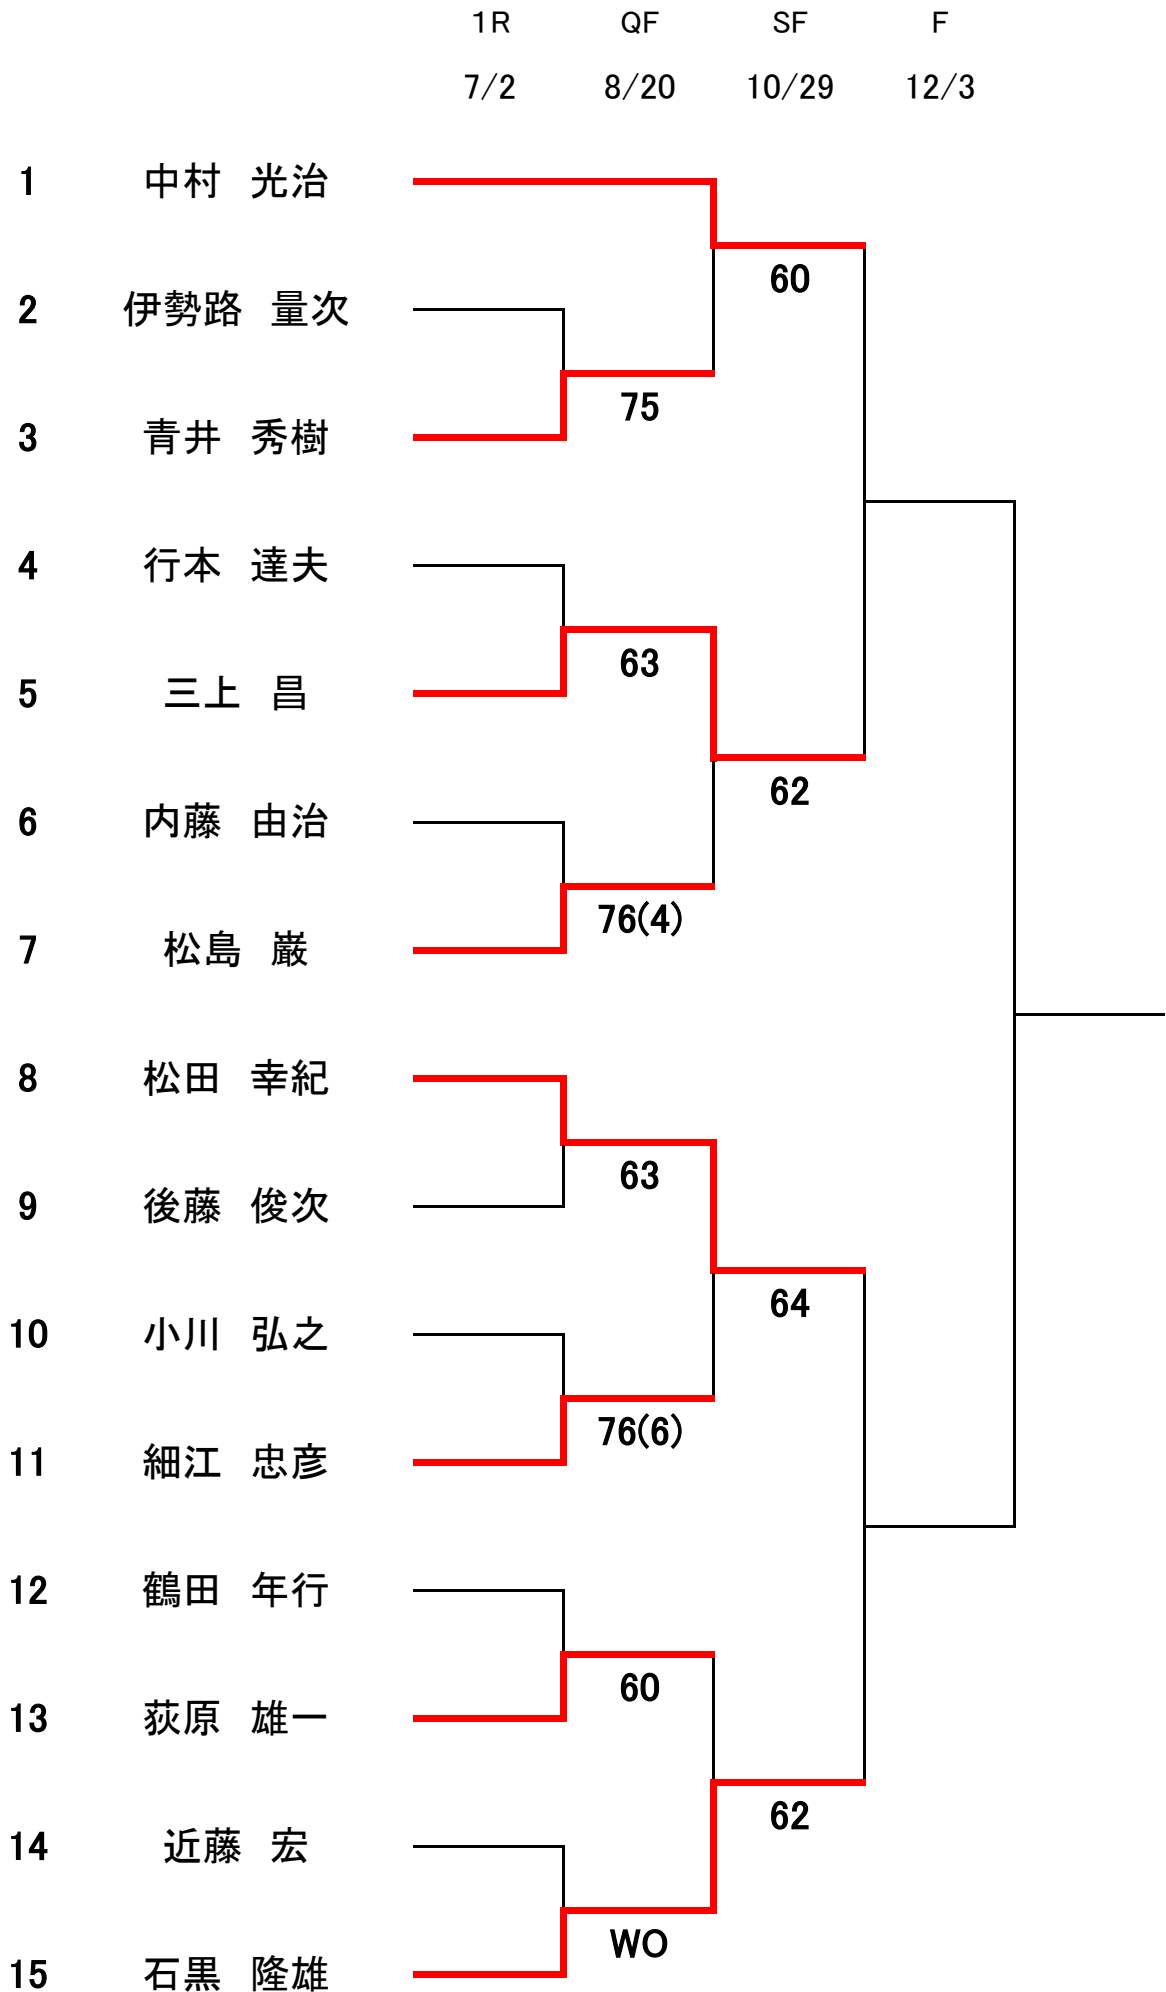 1R QF SF F
7/2 8/20 10/29 12/3
1 中村 光治
60
2 伊勢路 量次
75
3 青井 秀樹
4 行本 達夫
63
5 三上 昌
62
6 内藤 由治
76(4)
7 松島 巌
8 松田 幸紀
63
9 後藤 俊次
64
10 小川 弘之
76(6)
11 細江 忠彦
12 鶴田 年行
60
13 荻原 雄一
62
14 近藤 宏
WO
15 石黒 隆雄